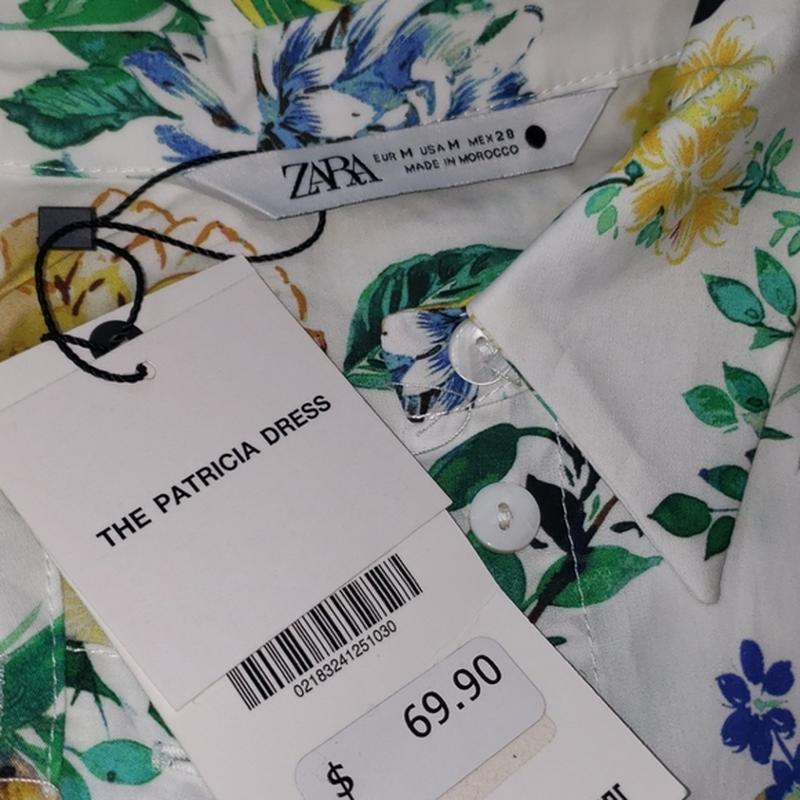 ZARA
EUR M USA M MEX 28
MADE IN MOROCCO
THE PATRICIA DRESS
02183241251030
69.90
$